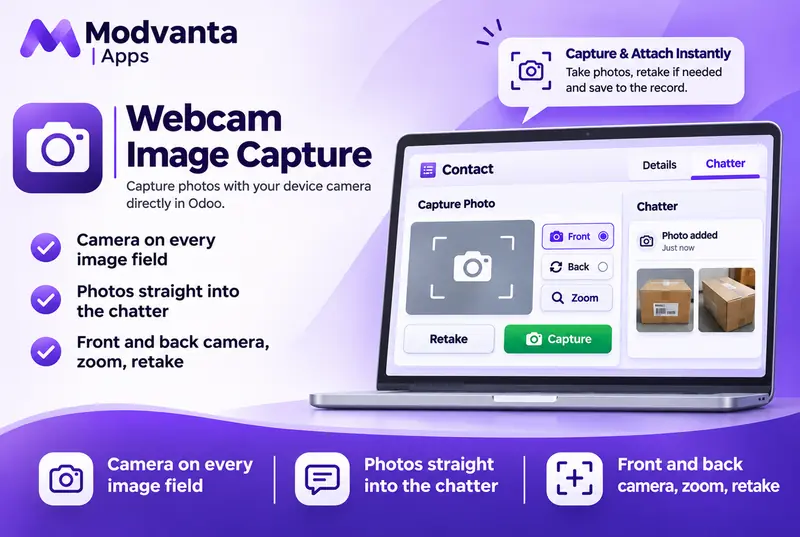 Modvanta
| Apps
Webcam
Image Capture
Capture photos with your device camera
directly in Odoo.
Camera on every
image field
Photos straight into
the chatter
Front and back camera,
zoom, retake
Capture & Attach Instantly
Take photos, retake if needed
and save to the record.
Contact
Details
Chatter
Capture Photo
Front
Back
Zoom
Retake
Capture
Chatter
Photo added
Just now
Camera on every
image field
Photos straight
into the chatter
Front and back
camera, zoom, retake